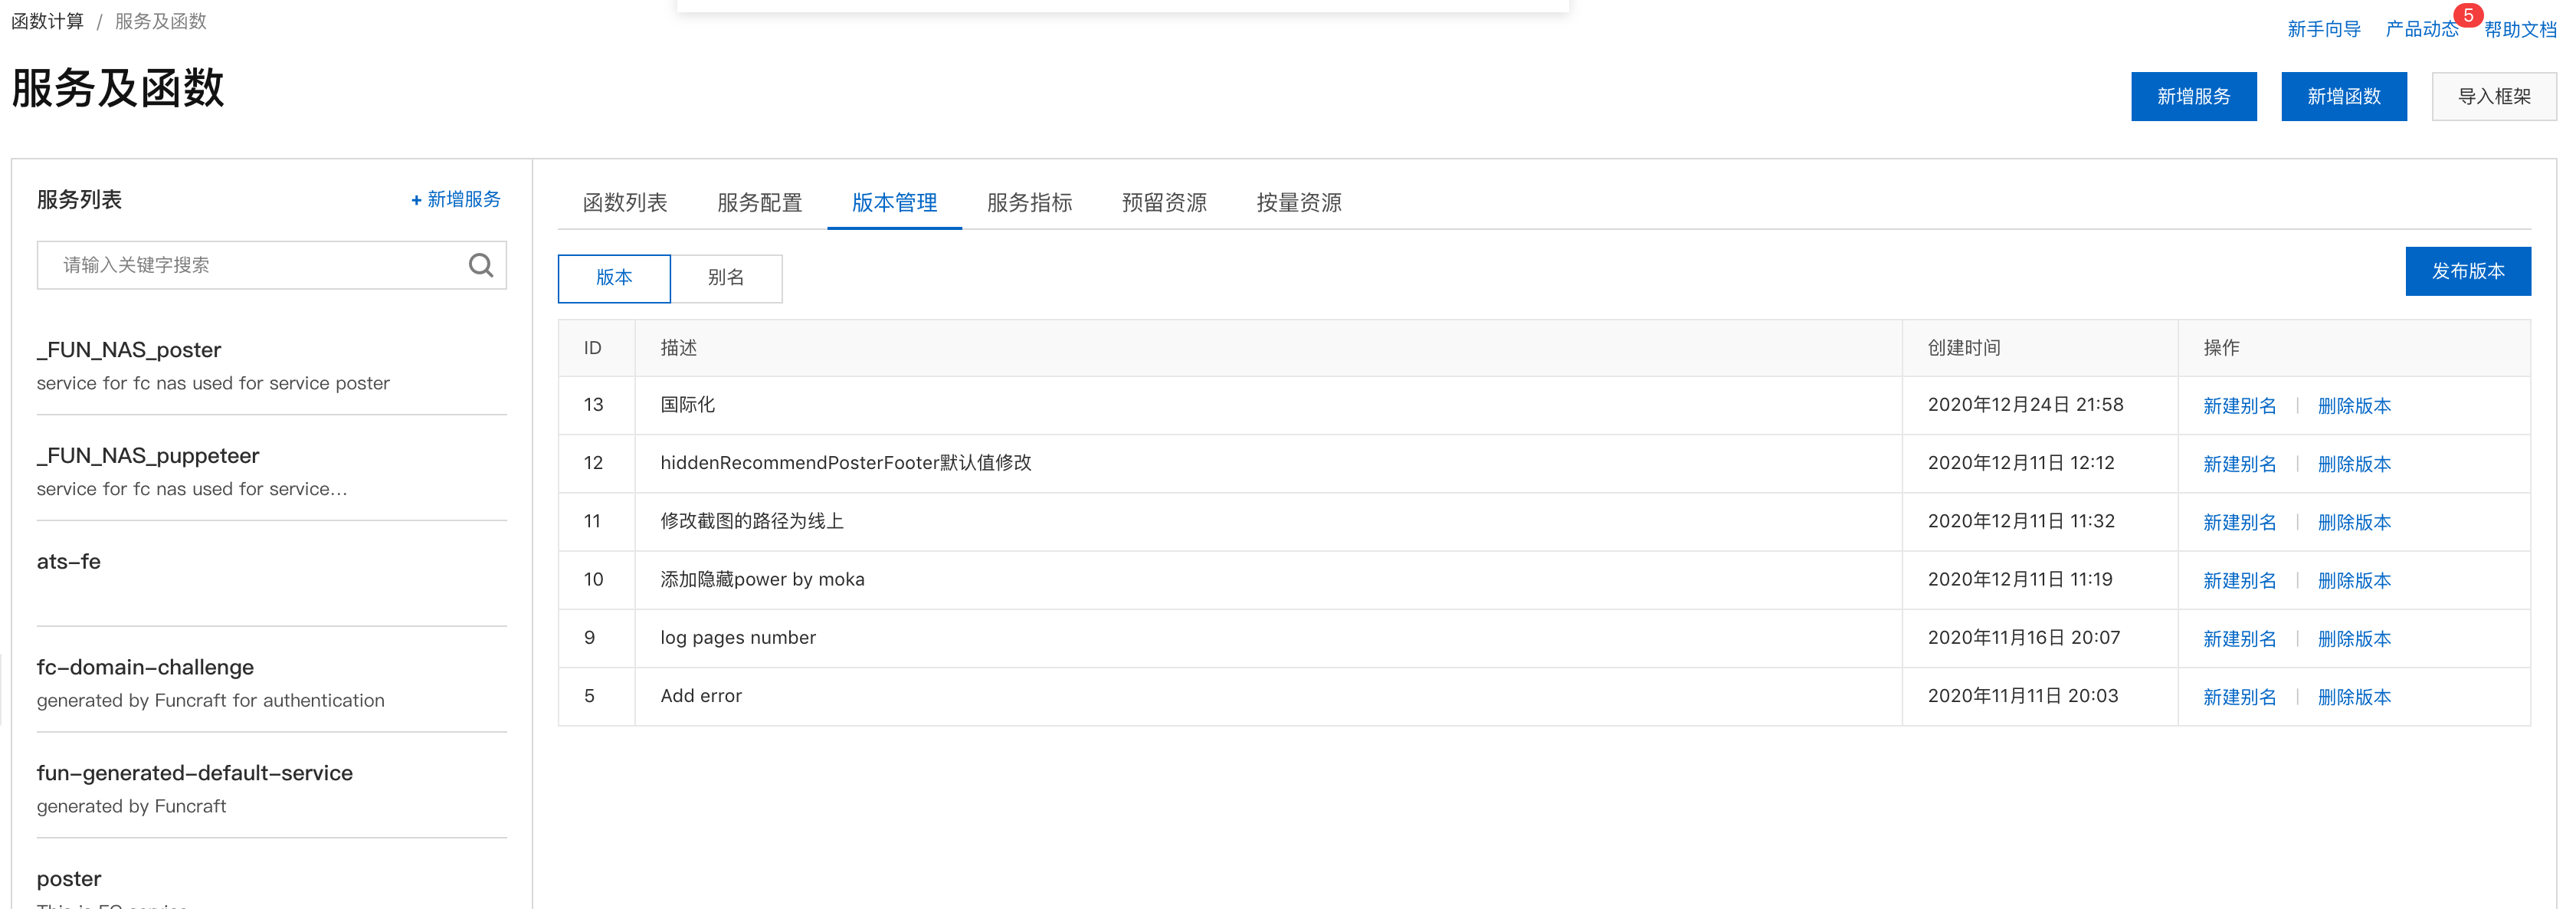 函数计算 / 服务及函数
新手向导 产品动态 5 帮助文档
服务及函数
新增服务 新增函数 导入框架
服务列表 + 新增服务
请输入关键字搜索
_FUN_NAS_poster
service for fc nas used for service poster
_FUN_NAS_puppeteer
service for fc nas used for service...
ats-fe
fc-domain-challenge
generated by Funcraft for authentication
fun-generated-default-service
generated by Funcraft
poster
函数列表 服务配置 版本管理 服务指标 预留资源 按量资源
版本 别名 发布版本
ID 描述 创建时间 操作
13 国际化 2020年12月24日 21:58 新建别名 | 删除版本
12 hiddenRecommendPosterFooter默认值修改 2020年12月11日 12:12 新建别名 | 删除版本
11 修改截图的路径为线上 2020年12月11日 11:32 新建别名 | 删除版本
10 添加隐藏power by moka 2020年12月11日 11:19 新建别名 | 删除版本
9 log pages number 2020年11月16日 20:07 新建别名 | 删除版本
5 Add error 2020年11月11日 20:03 新建别名 | 删除版本